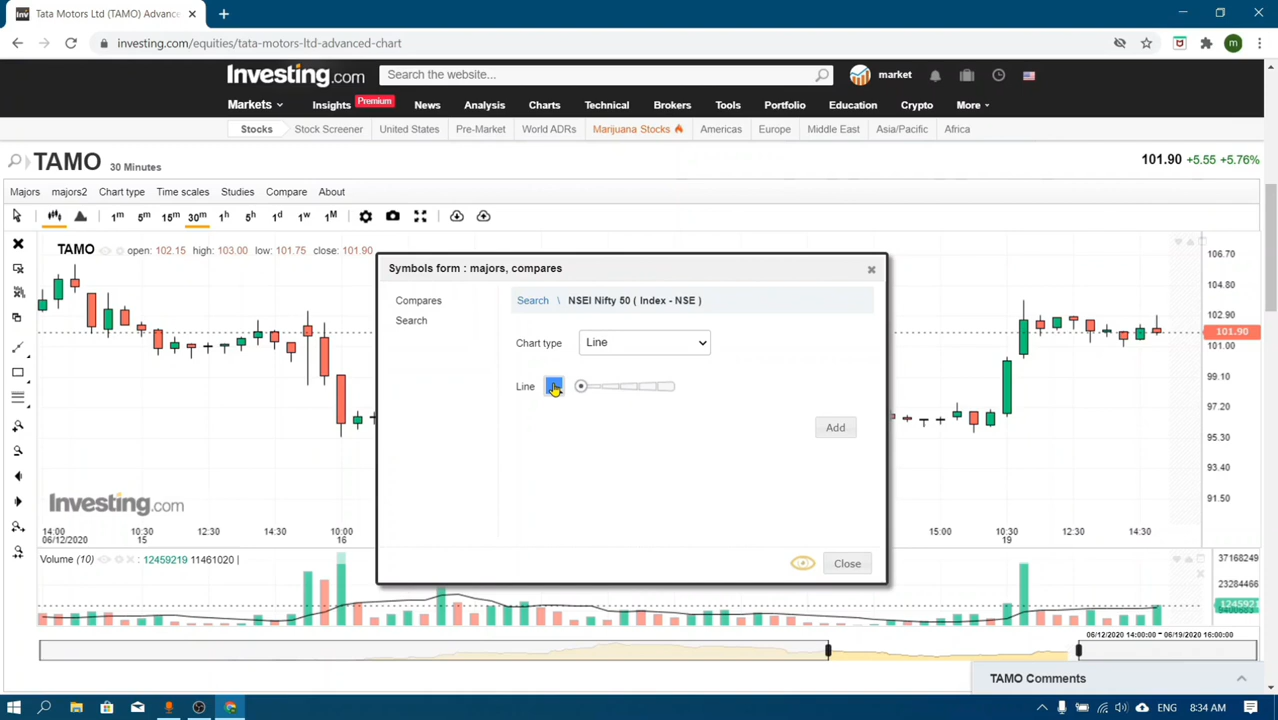 Tata Motors Ltd (TAMO) Advance
investing.com/equities/tata-motors-ltd-advanced-chart
m
Investing.com
Search the website...
market
Markets
Insights
Premium
News
Analysis
Charts
Technical
Brokers
Tools
Portfolio
Education
Crypto
More
Stocks
Stock Screener
United States
Pre-Market
World ADRs
Marijuana Stocks
Americas
Europe
Middle East
Asia/Pacific
Africa
TAMO 30 Minutes
101.90 +5.55 +5.76%
Majors
majors2
Chart type
Time scales
Studies
Compare
About
1m 5m 15m 30m 1h 5h 1d 1w 1M
TAMO open: 102.15 high: 103.00 low: 101.75 close: 101.90
Symbols form : majors, compares
Compares
Search
Search \ NSEI Nifty 50 ( Index - NSE )
Chart type Line
Line
Add
Close
106.70
104.80
102.90
101.90
101.00
99.10
97.20
95.30
93.40
91.50
Investing.com
14:00 10:30 12:30 14:30 10:00 15:00 10:30 12:30 14:30
06/12/2020 15 16 19
Volume (10) 12459219 11461020
37168249
23284466
1245921
06/12/2020 14:00:00 - 06/19/2020 16:00:00
TAMO Comments
ENG 8:34 AM